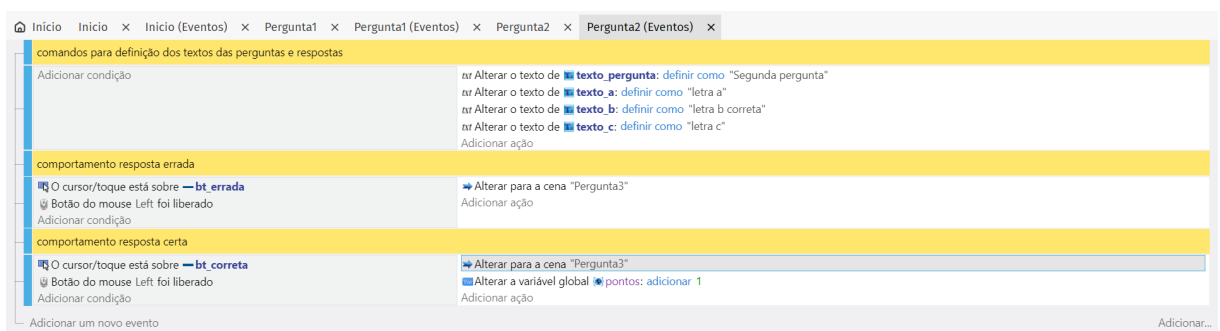 Início Inicio × Inicio (Eventos) × Pergunta1 × Pergunta1 (Eventos) × Pergunta2 × Pergunta2 (Eventos) ×
comandos para definição dos textos das perguntas e respostas
Adicionar condição
txt Alterar o texto de texto_pergunta: definir como "Segunda pergunta"
txt Alterar o texto de texto_a: definir como "letra a"
txt Alterar o texto de texto_b: definir como "letra b correta"
txt Alterar o texto de texto_c: definir como "letra c"
Adicionar ação
comportamento resposta errada
O cursor/toque está sobre bt_errada
Botão do mouse Left foi liberado
Adicionar condição
Alterar para a cena "Pergunta3"
Adicionar ação
comportamento resposta certa
O cursor/toque está sobre bt_correta
Botão do mouse Left foi liberado
Adicionar condição
Alterar para a cena "Pergunta3"
Alterar a variável global pontos: adicionar 1
Adicionar ação
Adicionar um novo evento Adicionar...